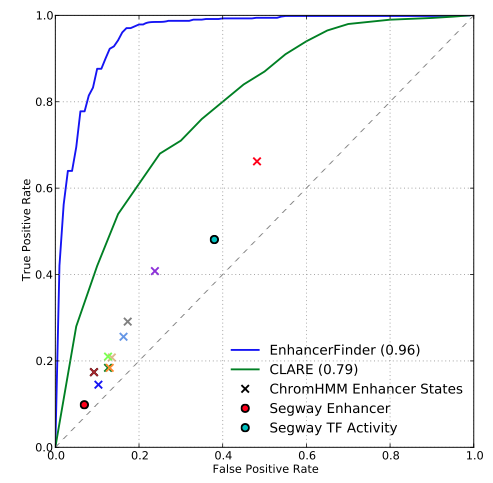 1.0
0.8
0.6
0.4
0.2
0.0
True Positive Rate
EnhancerFinder (0.96)
CLARE (0.79)
ChromHMM Enhancer States
Segway Enhancer
Segway TF Activity
0.0 0.2 0.4 0.6 0.8 1.0
False Positive Rate